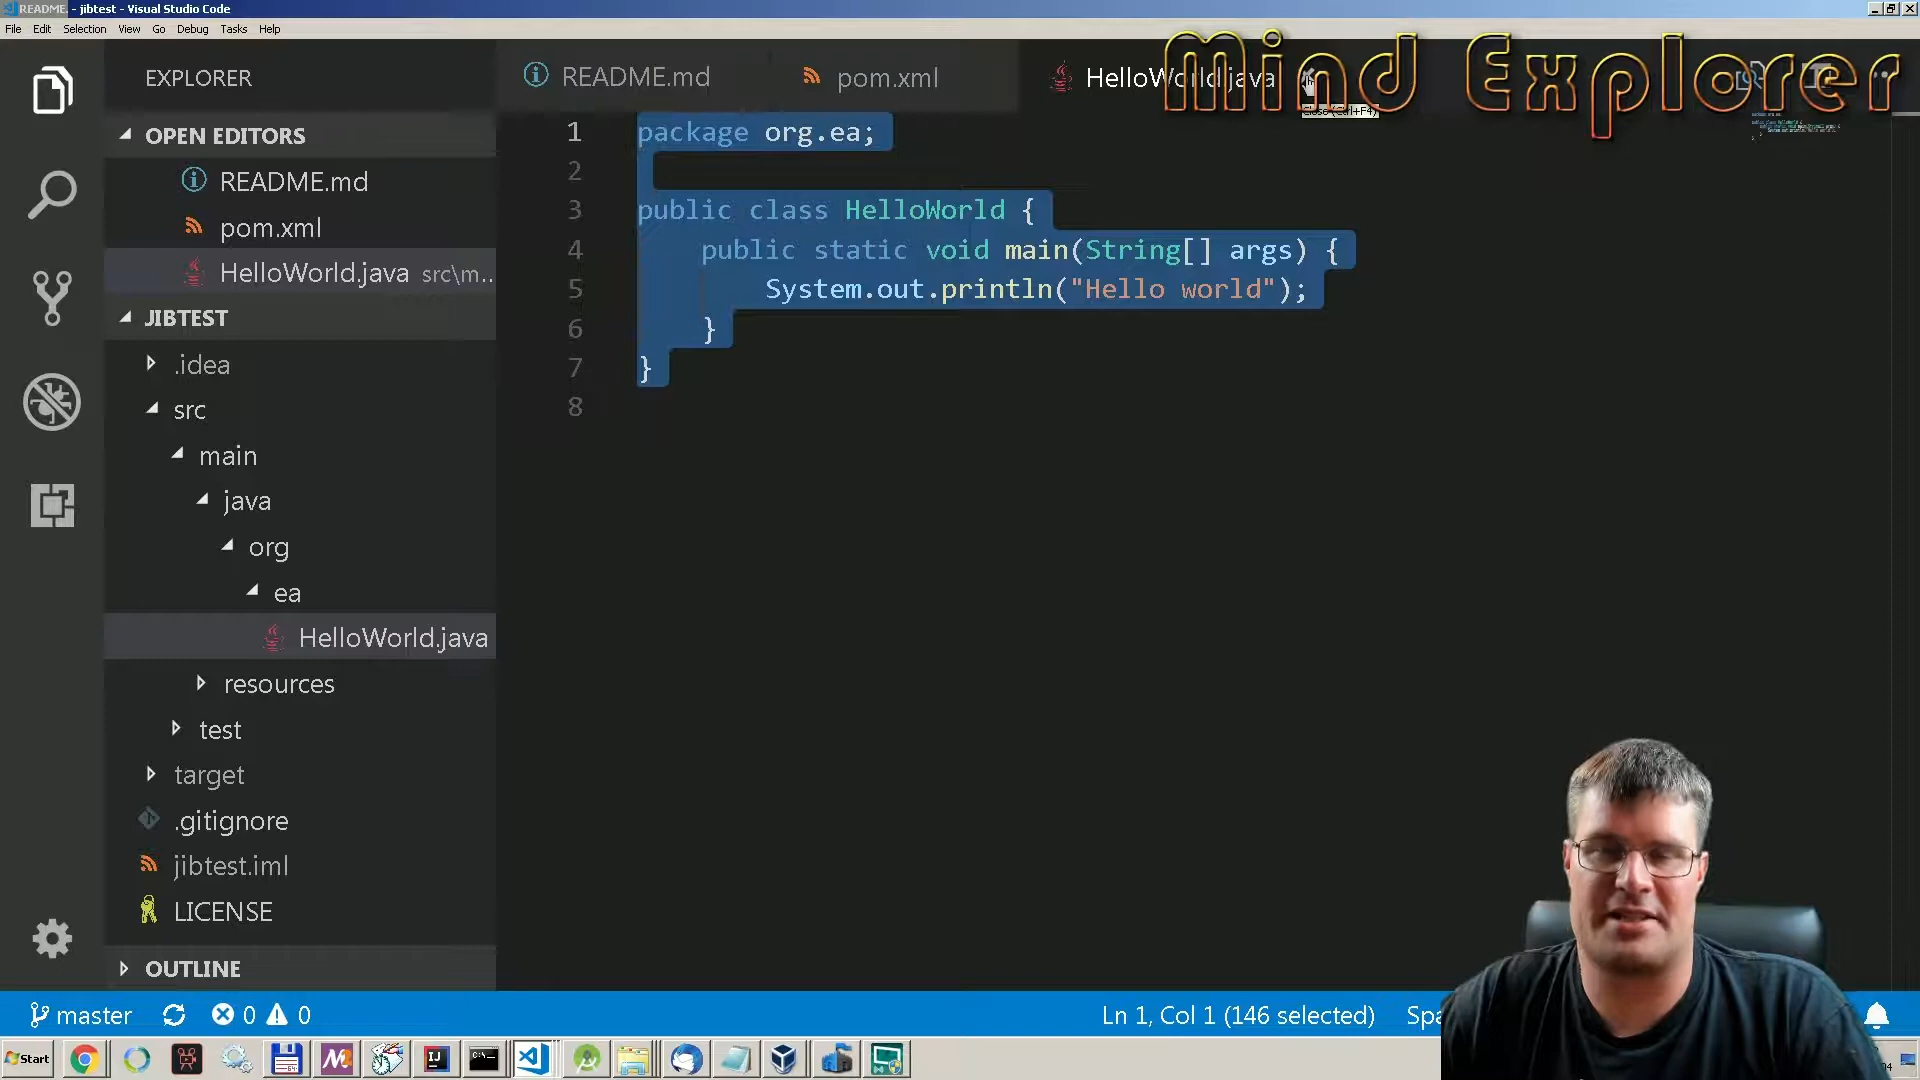 README. - jibtest - Visual Studio Code
File Edit Selection View Go Debug Tasks Help
Mind Explorer
EXPLORER
OPEN EDITORS
README.md
pom.xml
HelloWorld.java src\m...
JIBTEST
.idea
src
main
java
org
ea
HelloWorld.java
resources
test
target
.gitignore
jibtest.iml
LICENSE
OUTLINE
README.md pom.xml HelloWorld.java
Close (Ctrl+F4)
1 package org.ea;
2
3 public class HelloWorld {
4 public static void main(String[] args) {
5 System.out.println("Hello world");
6 }
7 }
8
master 0 0 Ln 1, Col 1 (146 selected) Spa
Start